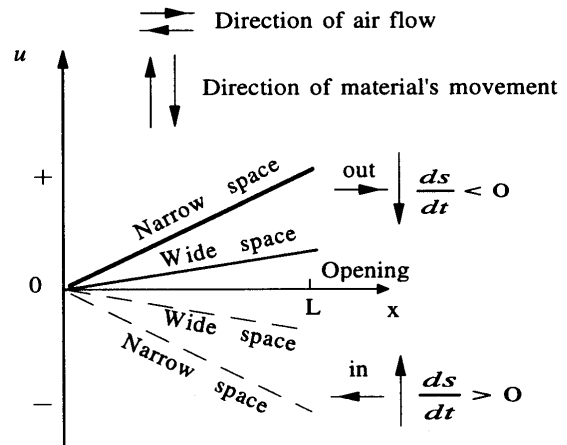 Direction of air flow
u
Direction of material's movement
+
Narrow space
out
ds/dt < O
Wide space
0
Opening
L
x
Wide space
Narrow space
in
ds/dt > O
−